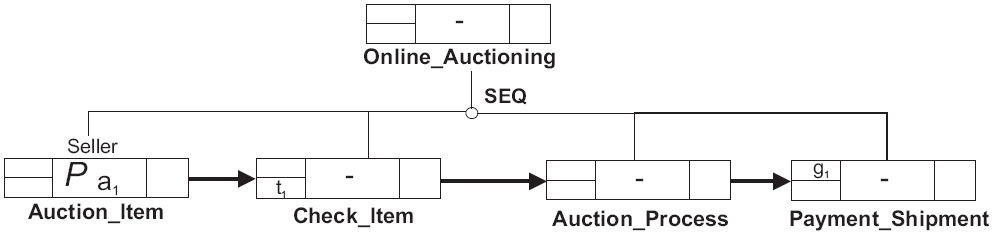 -
Online_Auctioning
SEQ
Seller
P a1
Auction_Item
t1
-
Check_Item
-
Auction_Process
g1
-
Payment_Shipment